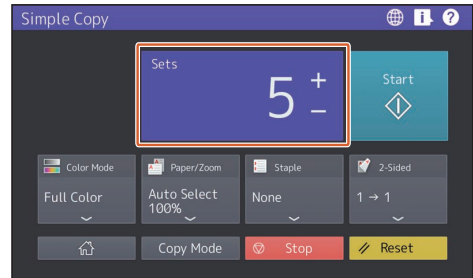 Simple Copy
i ?
Sets
5 + −
Start
Color Mode
Full Color
Paper/Zoom
Auto Select
100%
Staple
None
2-Sided
1 → 1
Copy Mode
Stop
Reset